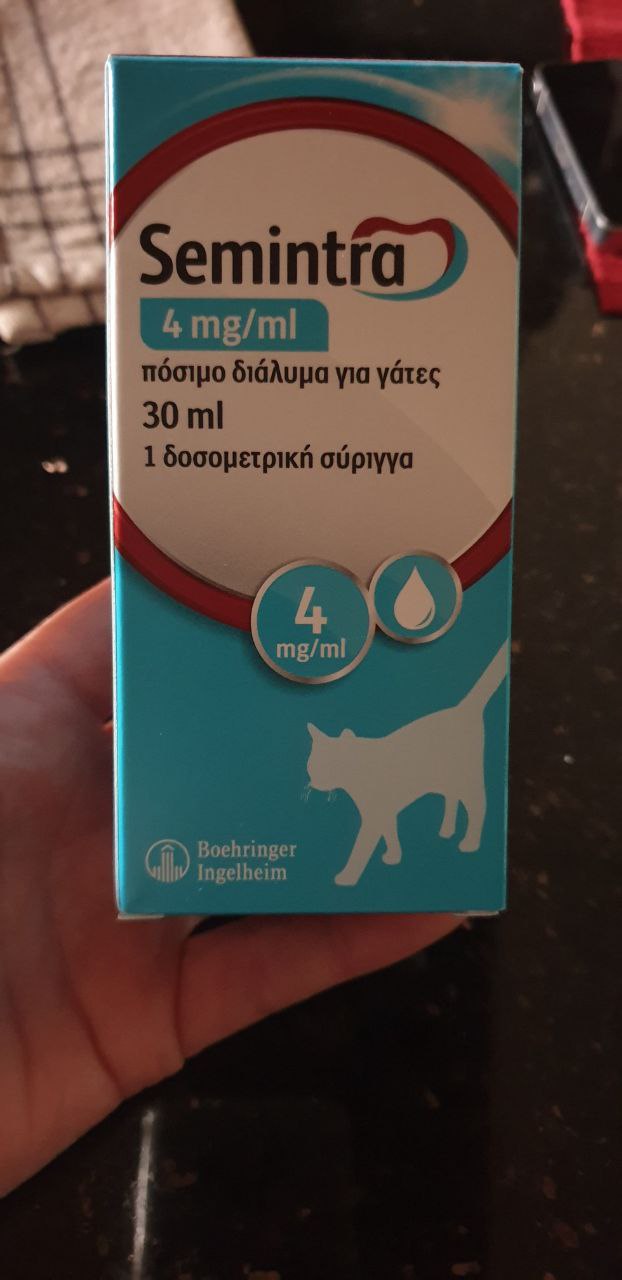 Semintra
4 mg/ml
πόσιμο διάλυμα για γάτες
30 ml
1 δοσομετρική σύριγγα
4
mg/ml
Boehringer
Ingelheim